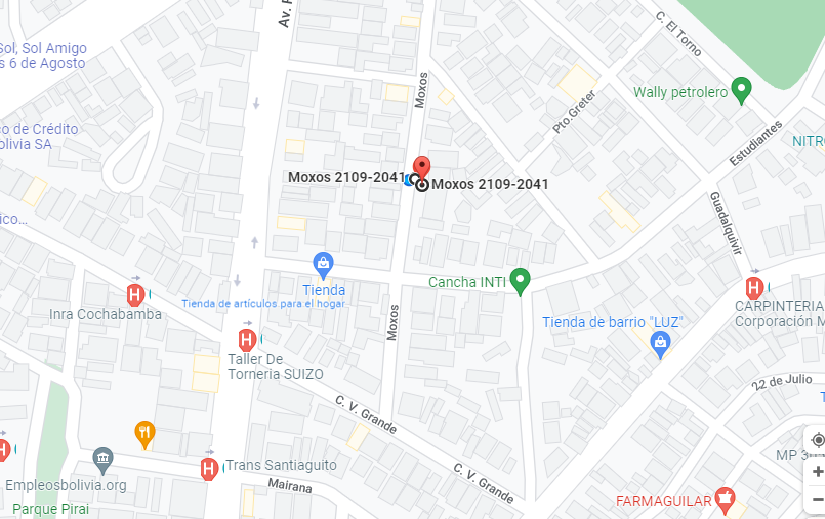 C. El Torno
Av. P
Sol, Sol Amigo
s 6 de Agosto
Moxos
Wally petrolero
Pto.Greter
co de Crédito
olivia SA
Estudiantes
NITRO
Moxos 2109-2041
Moxos 2109-2041
ico...
Guadalquivir
Cancha INTI
Tienda
Tienda de artículos para el hogar
H
H
Inra Cochabamba
Moxos
CARPINTERIA
Corporación M
Tienda de barrio "LUZ"
H
Taller De
Torneria SUIZO
22 de Julio
C. V. Grande
T
H
H
Trans Santiaguito
C. V. Grande
MP 3
Empleosbolivia.org
Mairana
Parque Pirai
FARMAGUILAR
+
−